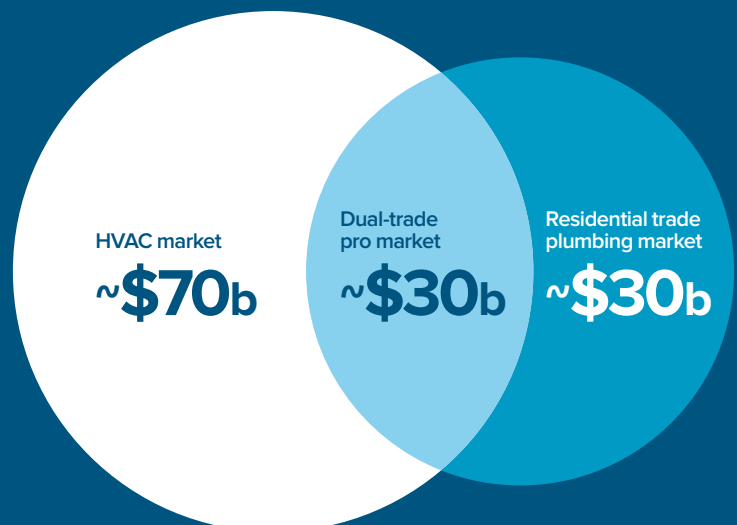 HVAC market
~$70b
Dual-trade
pro market
~$30b
Residential trade
plumbing market
~$30b